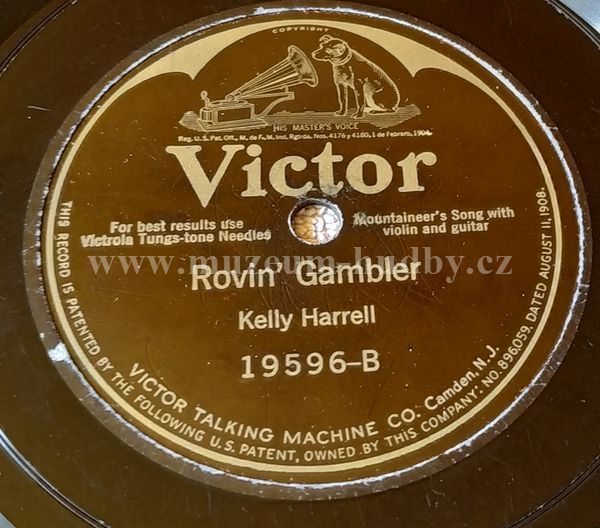 COPYRIGHT
HIS MASTER'S VOICE
Reg. U.S. Pat. Off., M. de F. M. Ind. Rgtrda. Nos. 4176 y 4180, 1 de Febrero, 1904.
Victor
For best results use
Victrola Tungs-tone Needles
Mountaineer's Song with
violin and guitar
www.muzeum-hudby.cz
Rovin' Gambler
Kelly Harrell
19596-B
VICTOR TALKING MACHINE CO. Camden, N.J.
THIS RECORD IS PATENTED BY THE FOLLOWING U.S. PATENT, OWNED BY THIS COMPANY: NO. 896,059, DATED AUGUST 11, 1908.